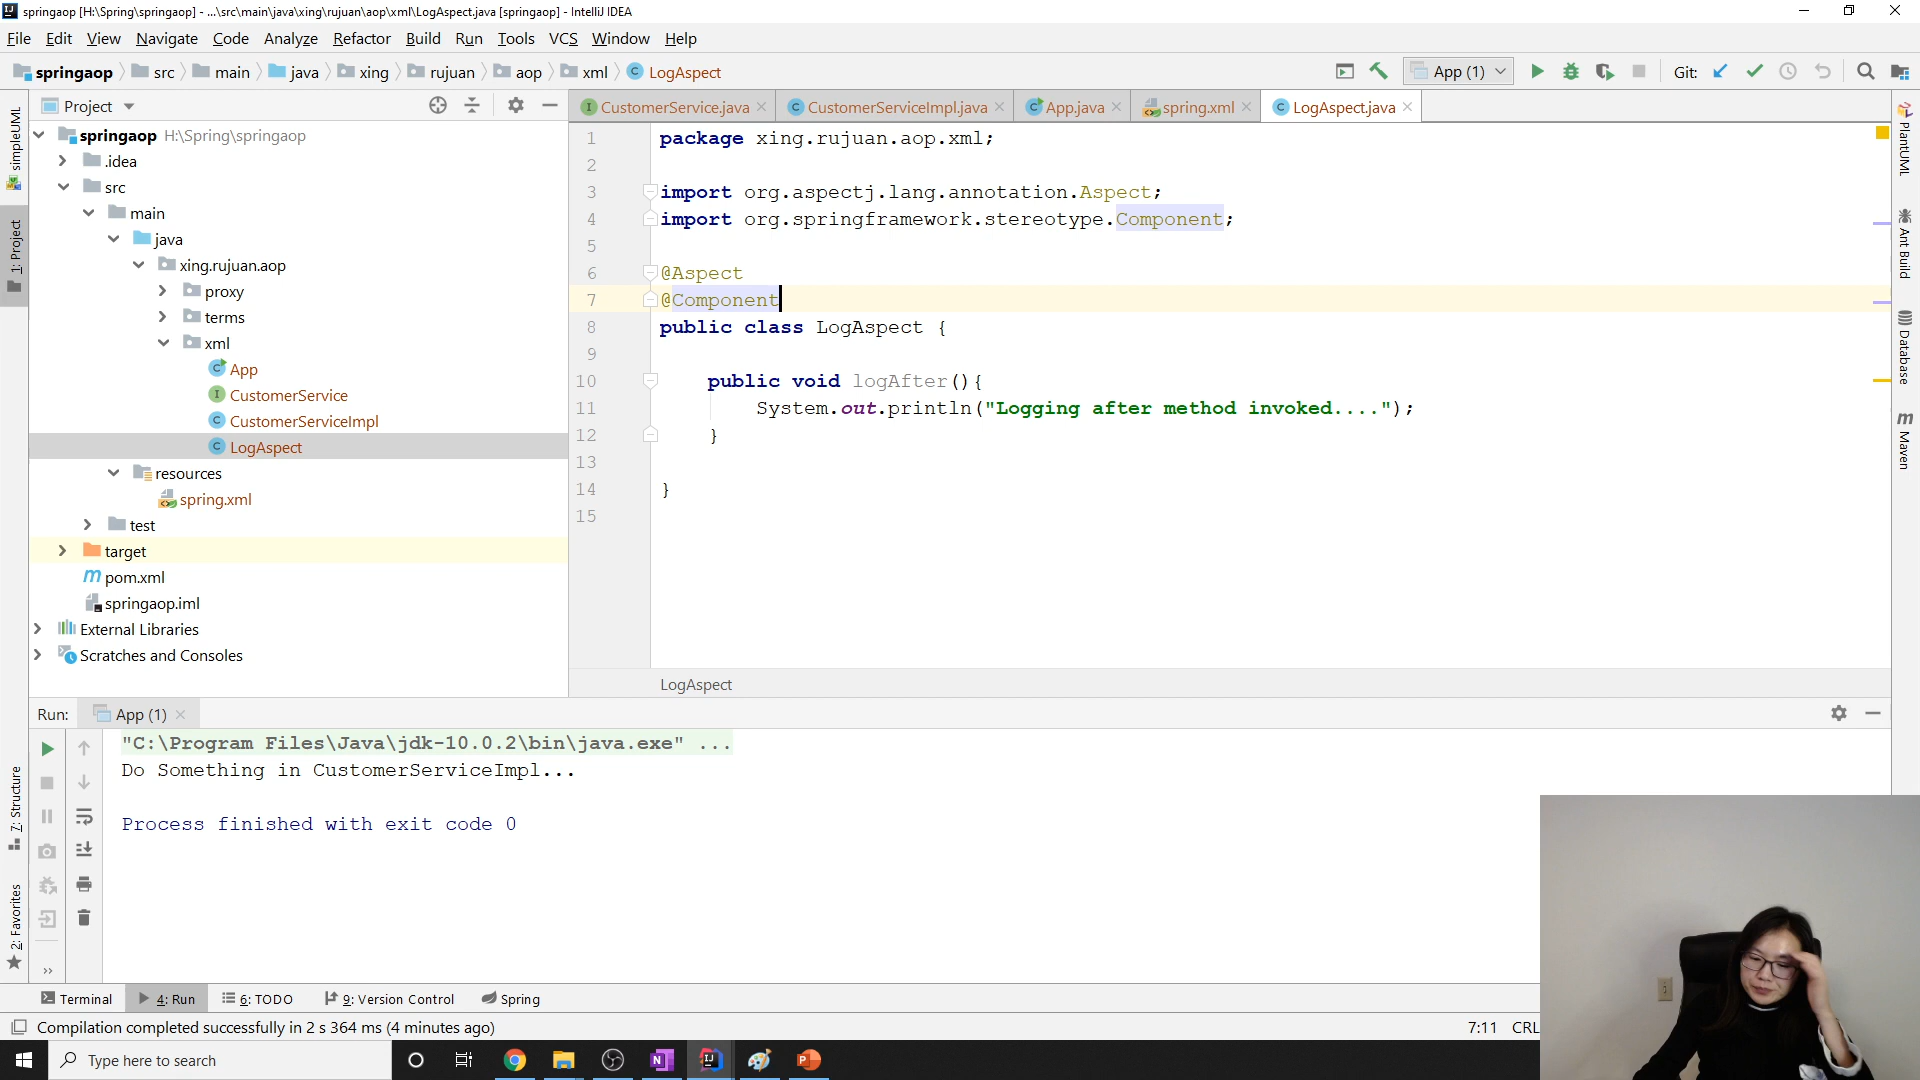 springaop [H:\Spring\springaop] - ...\src\main\java\xing\rujuan\aop\xml\LogAspect.java [springaop] - IntelliJ IDEA
File Edit View Navigate Code Analyze Refactor Build Run Tools VCS Window Help
springaop src main java xing rujuan aop xml LogAspect App (1) Git:
Project
CustomerService.java CustomerServiceImpl.java App.java spring.xml LogAspect.java
springaop H:\Spring\springaop
.idea
src
main
java
xing.rujuan.aop
proxy
terms
xml
App
CustomerService
CustomerServiceImpl
LogAspect
resources
spring.xml
test
target
pom.xml
springaop.iml
External Libraries
Scratches and Consoles
simpleUML
1: Project
7: Structure
2: Favorites
1 package xing.rujuan.aop.xml;
2
3 import org.aspectj.lang.annotation.Aspect;
4 import org.springframework.stereotype.Component;
5
6 @Aspect
7 @Component
8 public class LogAspect {
9
10 public void logAfter(){
11 System.out.println("Logging after method invoked....");
12 }
13
14 }
15
LogAspect
PlantUML
Ant Build
Database
Maven
Run: App (1)
"C:\Program Files\Java\jdk-10.0.2\bin\java.exe" ...
Do Something in CustomerServiceImpl...
Process finished with exit code 0
Terminal 4: Run 6: TODO 9: Version Control Spring
Compilation completed successfully in 2 s 364 ms (4 minutes ago) 7:11 CRL
Type here to search